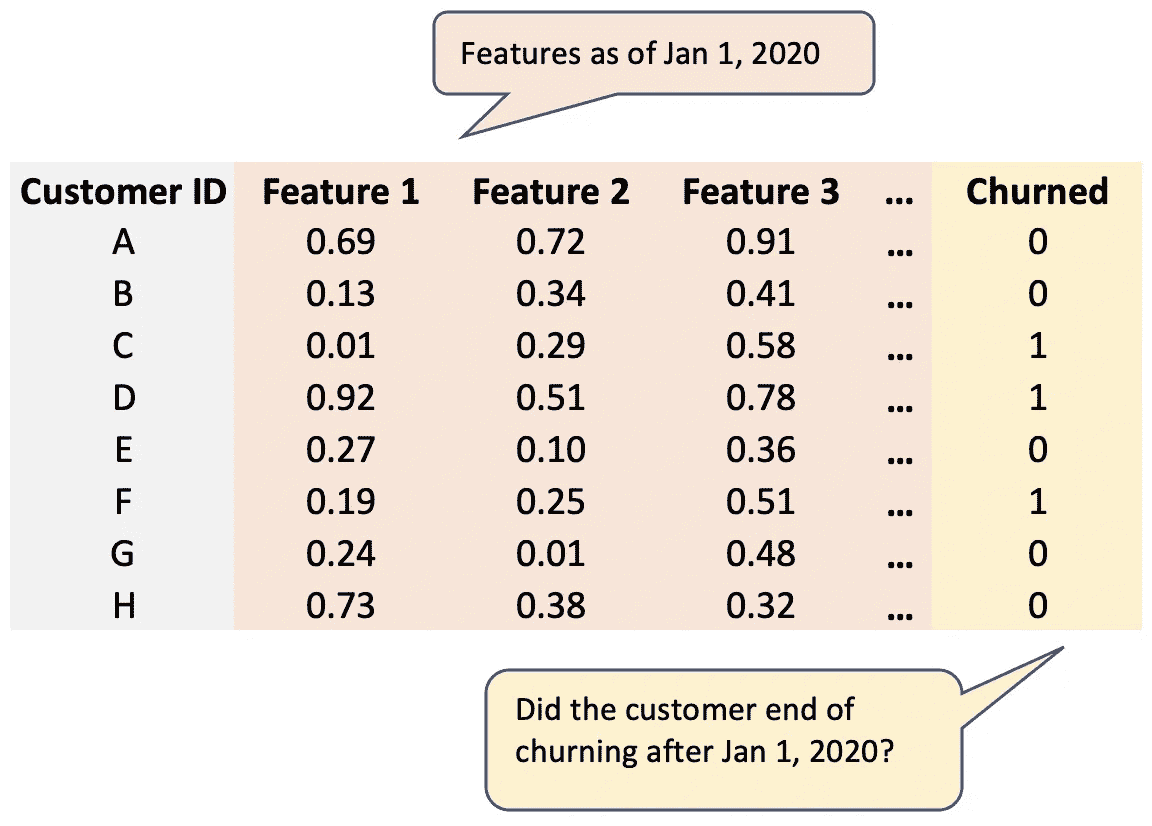 Features as of Jan 1, 2020
Customer ID Feature 1 Feature 2 Feature 3 ... Churned
A 0.69 0.72 0.91 ... 0
B 0.13 0.34 0.41 ... 0
C 0.01 0.29 0.58 ... 1
D 0.92 0.51 0.78 ... 1
E 0.27 0.10 0.36 ... 0
F 0.19 0.25 0.51 ... 1
G 0.24 0.01 0.48 ... 0
H 0.73 0.38 0.32 ... 0
Did the customer end of
churning after Jan 1, 2020?